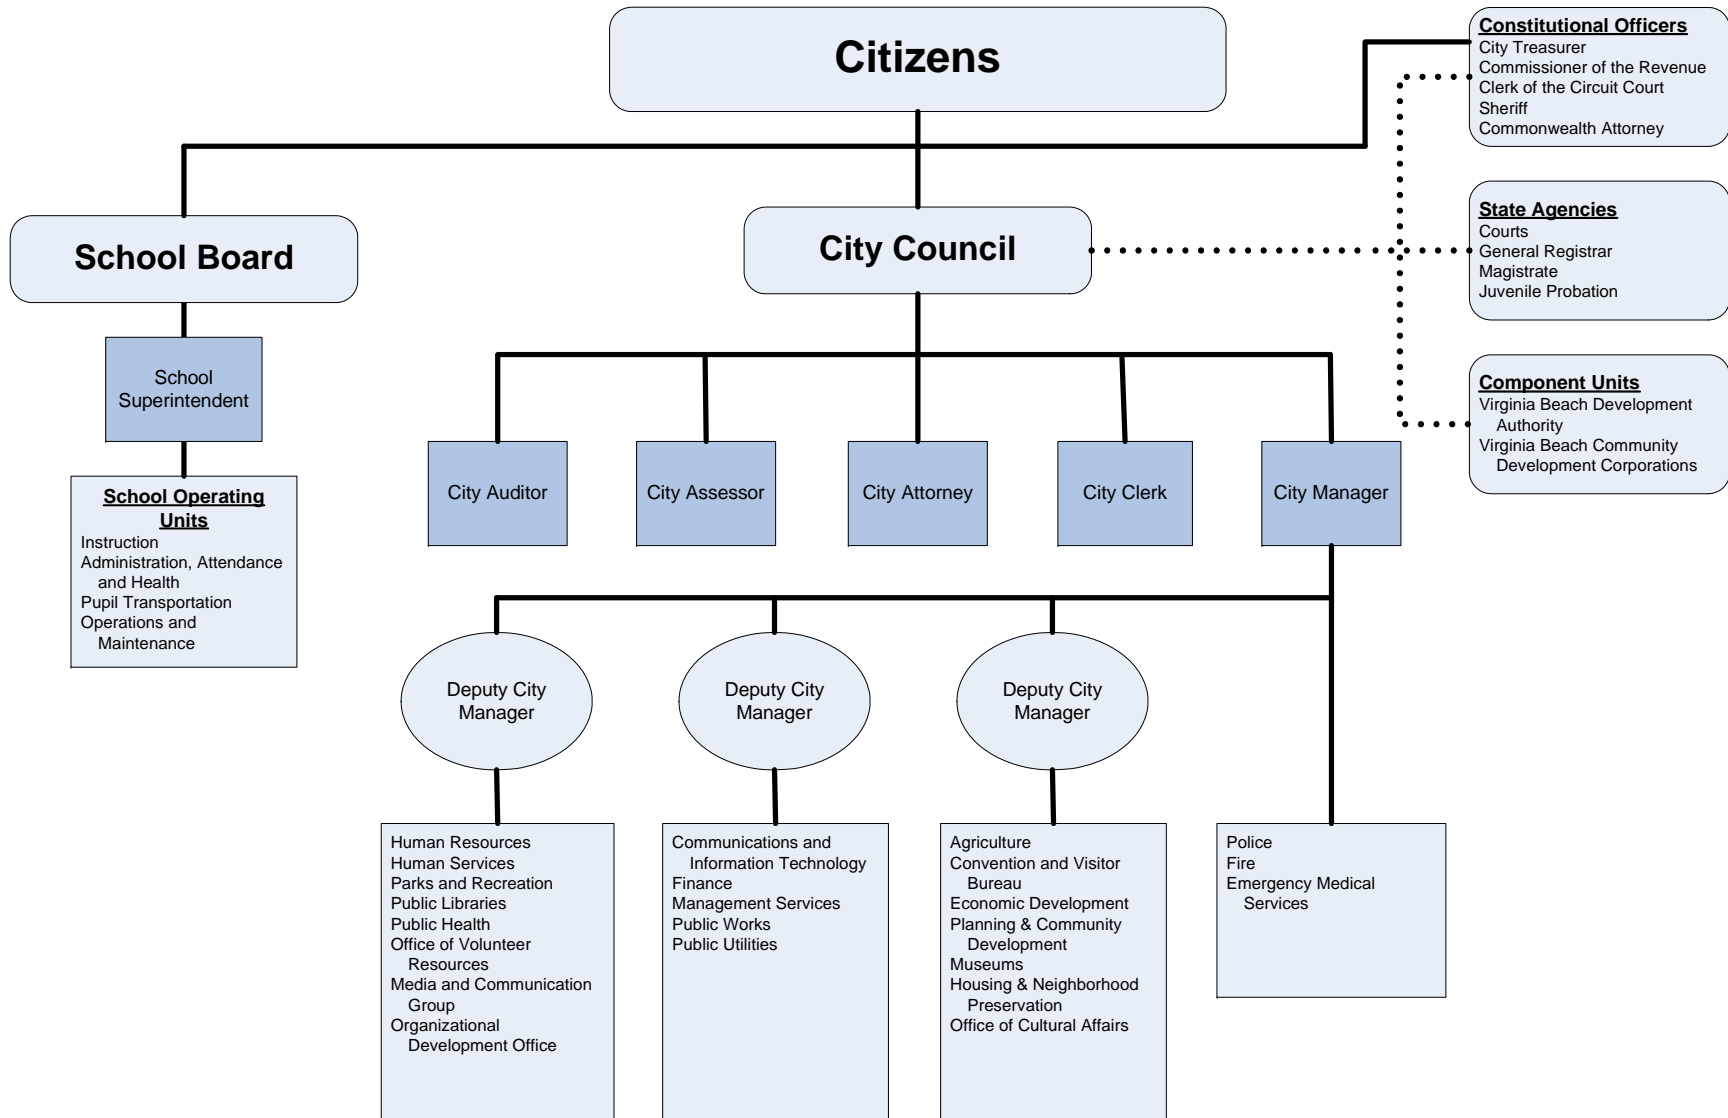 Citizens
Constitutional Officers
City Treasurer
Commissioner of the Revenue
Clerk of the Circuit Court
Sheriff
Commonwealth Attorney
School Board
City Council
State Agencies
Courts
General Registrar
Magistrate
Juvenile Probation
School
Superintendent
Component Units
Virginia Beach Development
Authority
Virginia Beach Community
Development Corporations
School Operating
Units
Instruction
Administration, Attendance
and Health
Pupil Transportation
Operations and
Maintenance
City Auditor
City Assessor
City Attorney
City Clerk
City Manager
Deputy City
Manager
Deputy City
Manager
Deputy City
Manager
Human Resources
Human Services
Parks and Recreation
Public Libraries
Public Health
Office of Volunteer
Resources
Media and Communication
Group
Organizational
Development Office
Communications and
Information Technology
Finance
Management Services
Public Works
Public Utilities
Agriculture
Convention and Visitor
Bureau
Economic Development
Planning & Community
Development
Museums
Housing & Neighborhood
Preservation
Office of Cultural Affairs
Police
Fire
Emergency Medical
Services